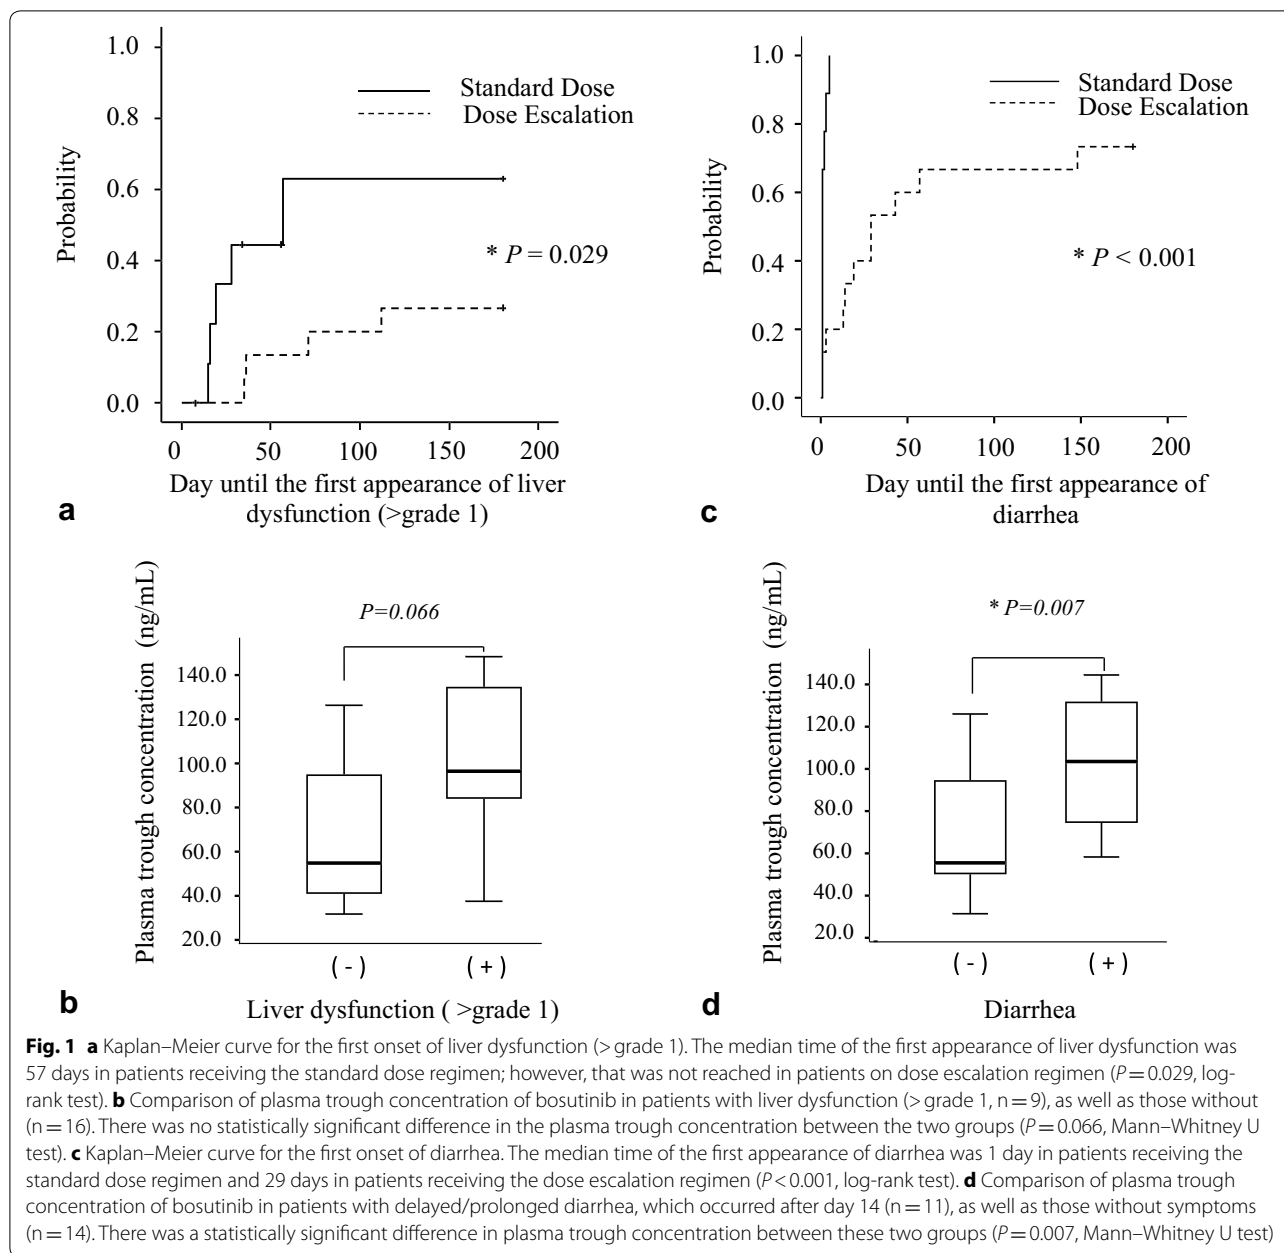 1.0
0.8
0.6
0.4
0.2
0.0
Probability
Standard Dose
Dose Escalation
* P = 0.029
0 50 100 150 200
Day until the first appearance of liver
dysfunction (>grade 1)
a
1.0
0.8
0.6
0.4
0.2
0.0
Probability
Standard Dose
Dose Escalation
* P < 0.001
0 50 100 150 200
Day until the first appearance of
diarrhea
c
Plasma trough concentration (ng/mL)
P=0.066
140.0
120.0
100.0
80.0
60.0
40.0
20.0
( - ) ( + )
Liver dysfunction ( >grade 1)
b
Plasma trough concentration (ng/mL)
* P=0.007
140.0
120.0
100.0
80.0
60.0
40.0
20.0
( - ) ( + )
Diarrhea
d
Fig. 1 a Kaplan–Meier curve for the first onset of liver dysfunction (> grade 1). The median time of the first appearance of liver dysfunction was
57 days in patients receiving the standard dose regimen; however, that was not reached in patients on dose escalation regimen (P = 0.029, log-
rank test). b Comparison of plasma trough concentration of bosutinib in patients with liver dysfunction (> grade 1, n = 9), as well as those without
(n = 16). There was no statistically significant difference in the plasma trough concentration between the two groups (P = 0.066, Mann–Whitney U
test). c Kaplan–Meier curve for the first onset of diarrhea. The median time of the first appearance of diarrhea was 1 day in patients receiving the
standard dose regimen and 29 days in patients receiving the dose escalation regimen (P < 0.001, log-rank test). d Comparison of plasma trough
concentration of bosutinib in patients with delayed/prolonged diarrhea, which occurred after day 14 (n = 11), as well as those without symptoms
(n = 14). There was a statistically significant difference in plasma trough concentration between these two groups (P = 0.007, Mann–Whitney U test)